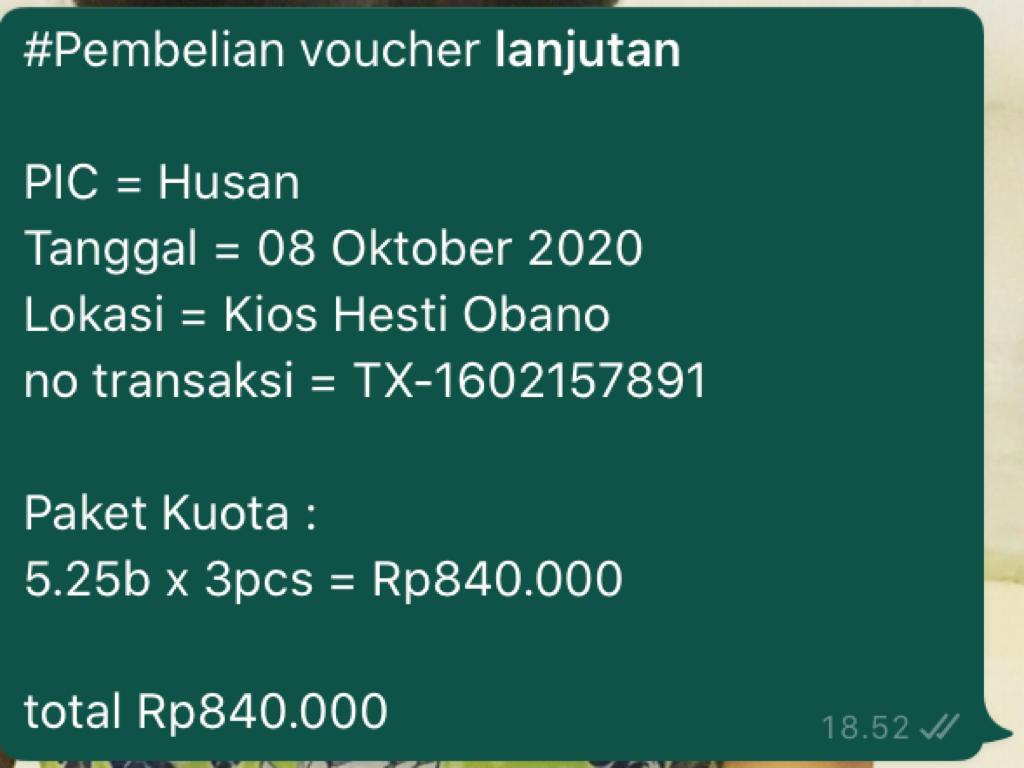 #Pembelian voucher lanjutan
PIC = Husan
Tanggal = 08 Oktober 2020
Lokasi = Kios Hesti Obano
no transaksi = TX-1602157891
Paket Kuota :
5.25b x 3pcs = Rp840.000
total Rp840.000
18.52